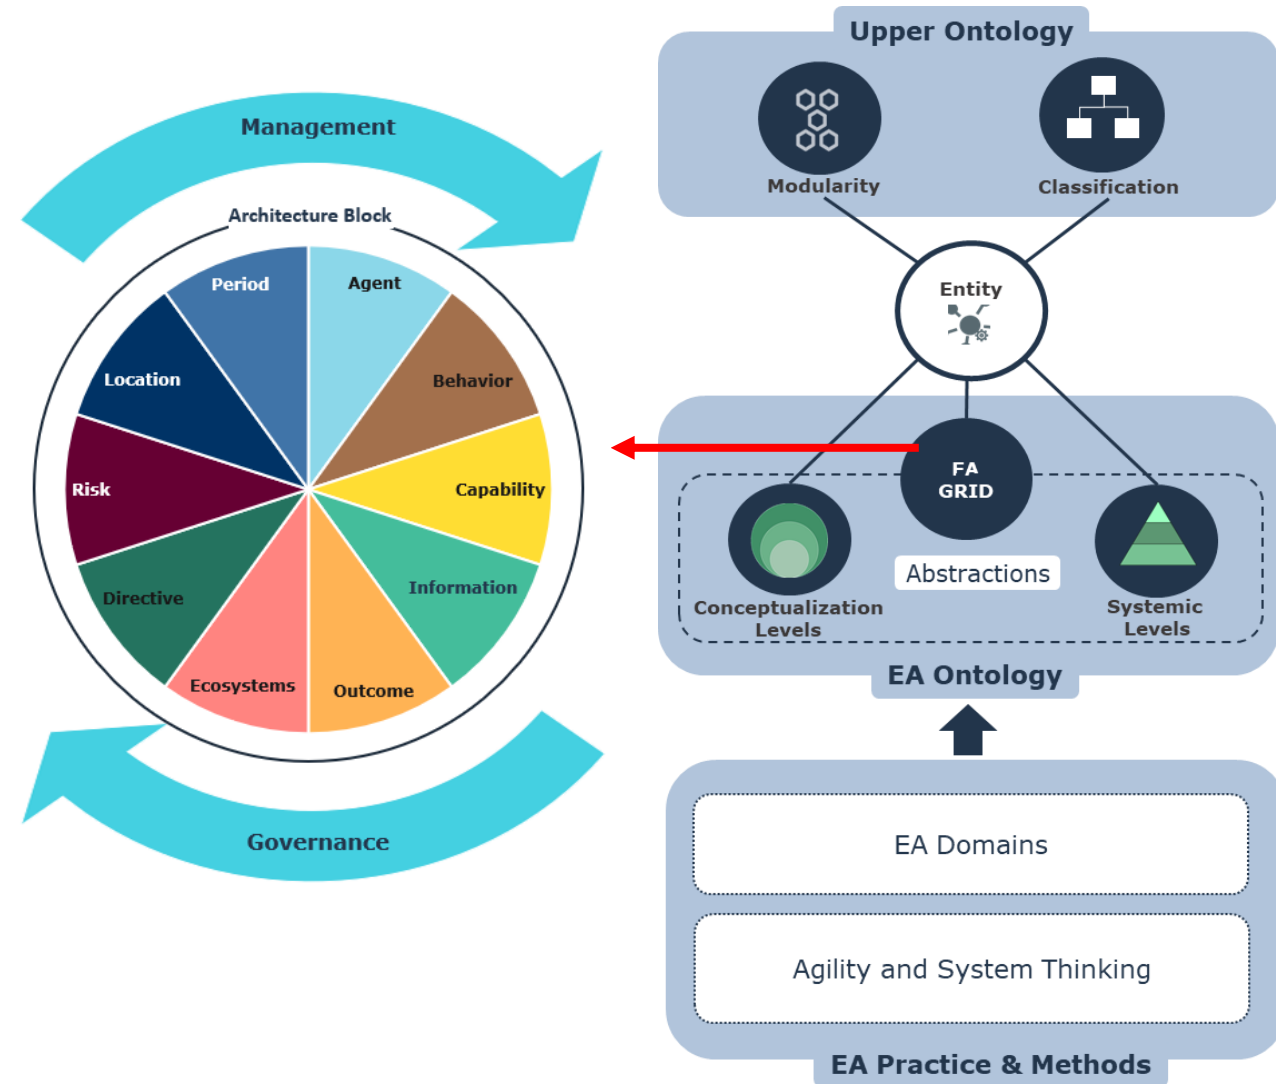 Management
Architecture Block
Period
Agent
Behavior
Location
Capability
Risk
Information
Directive
Outcome
Ecosystems
Governance
Upper Ontology
Modularity
Classification
Entity
FA
GRID
Abstractions
Conceptualization
Levels
Systemic
Levels
EA Ontology
EA Domains
Agility and System Thinking
EA Practice & Methods